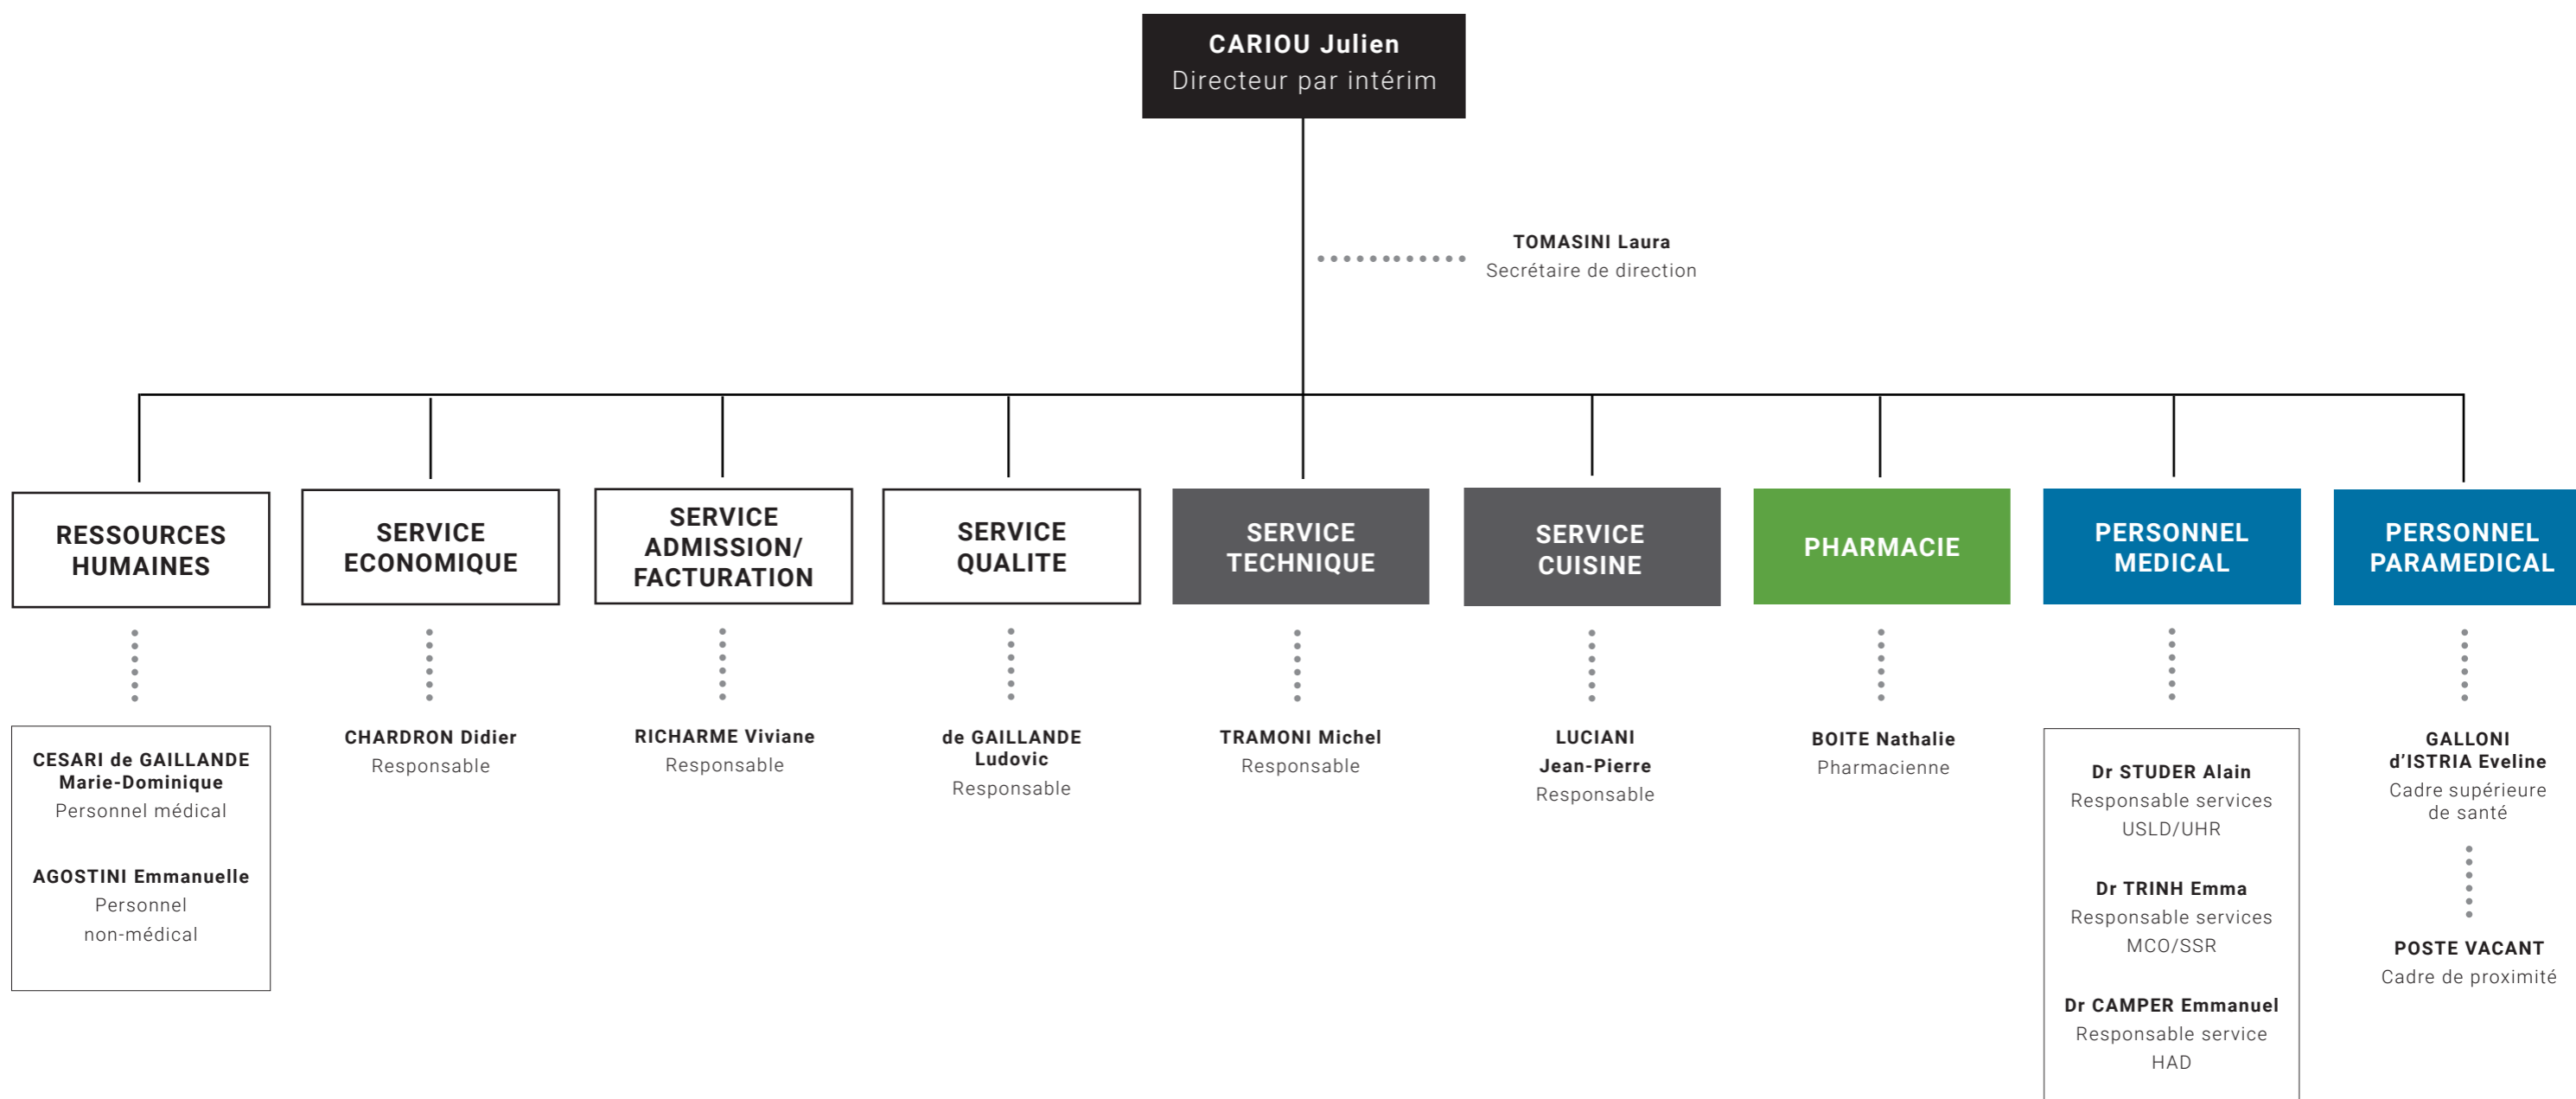 CARIOU Julien
Directeur par intérim
TOMASINI Laura
Secrétaire de direction
RESSOURCES
HUMAINES
SERVICE
ECONOMIQUE
SERVICE
ADMISSION/
FACTURATION
SERVICE
QUALITE
SERVICE
TECHNIQUE
SERVICE
CUISINE
PHARMACIE
PERSONNEL
MEDICAL
PERSONNEL
PARAMEDICAL
CESARI de GAILLANDE
Marie-Dominique
Personnel médical
AGOSTINI Emmanuelle
Personnel
non-médical
CHARDRON Didier
Responsable
RICHARME Viviane
Responsable
de GAILLANDE
Ludovic
Responsable
TRAMONI Michel
Responsable
LUCIANI
Jean-Pierre
Responsable
BOITE Nathalie
Pharmacienne
Dr STUDER Alain
Responsable services
USLD/UHR
Dr TRINH Emma
Responsable services
MCO/SSR
Dr CAMPER Emmanuel
Responsable service
HAD
GALLONI
d’ISTRIA Eveline
Cadre supérieure
de santé
POSTE VACANT
Cadre de proximité